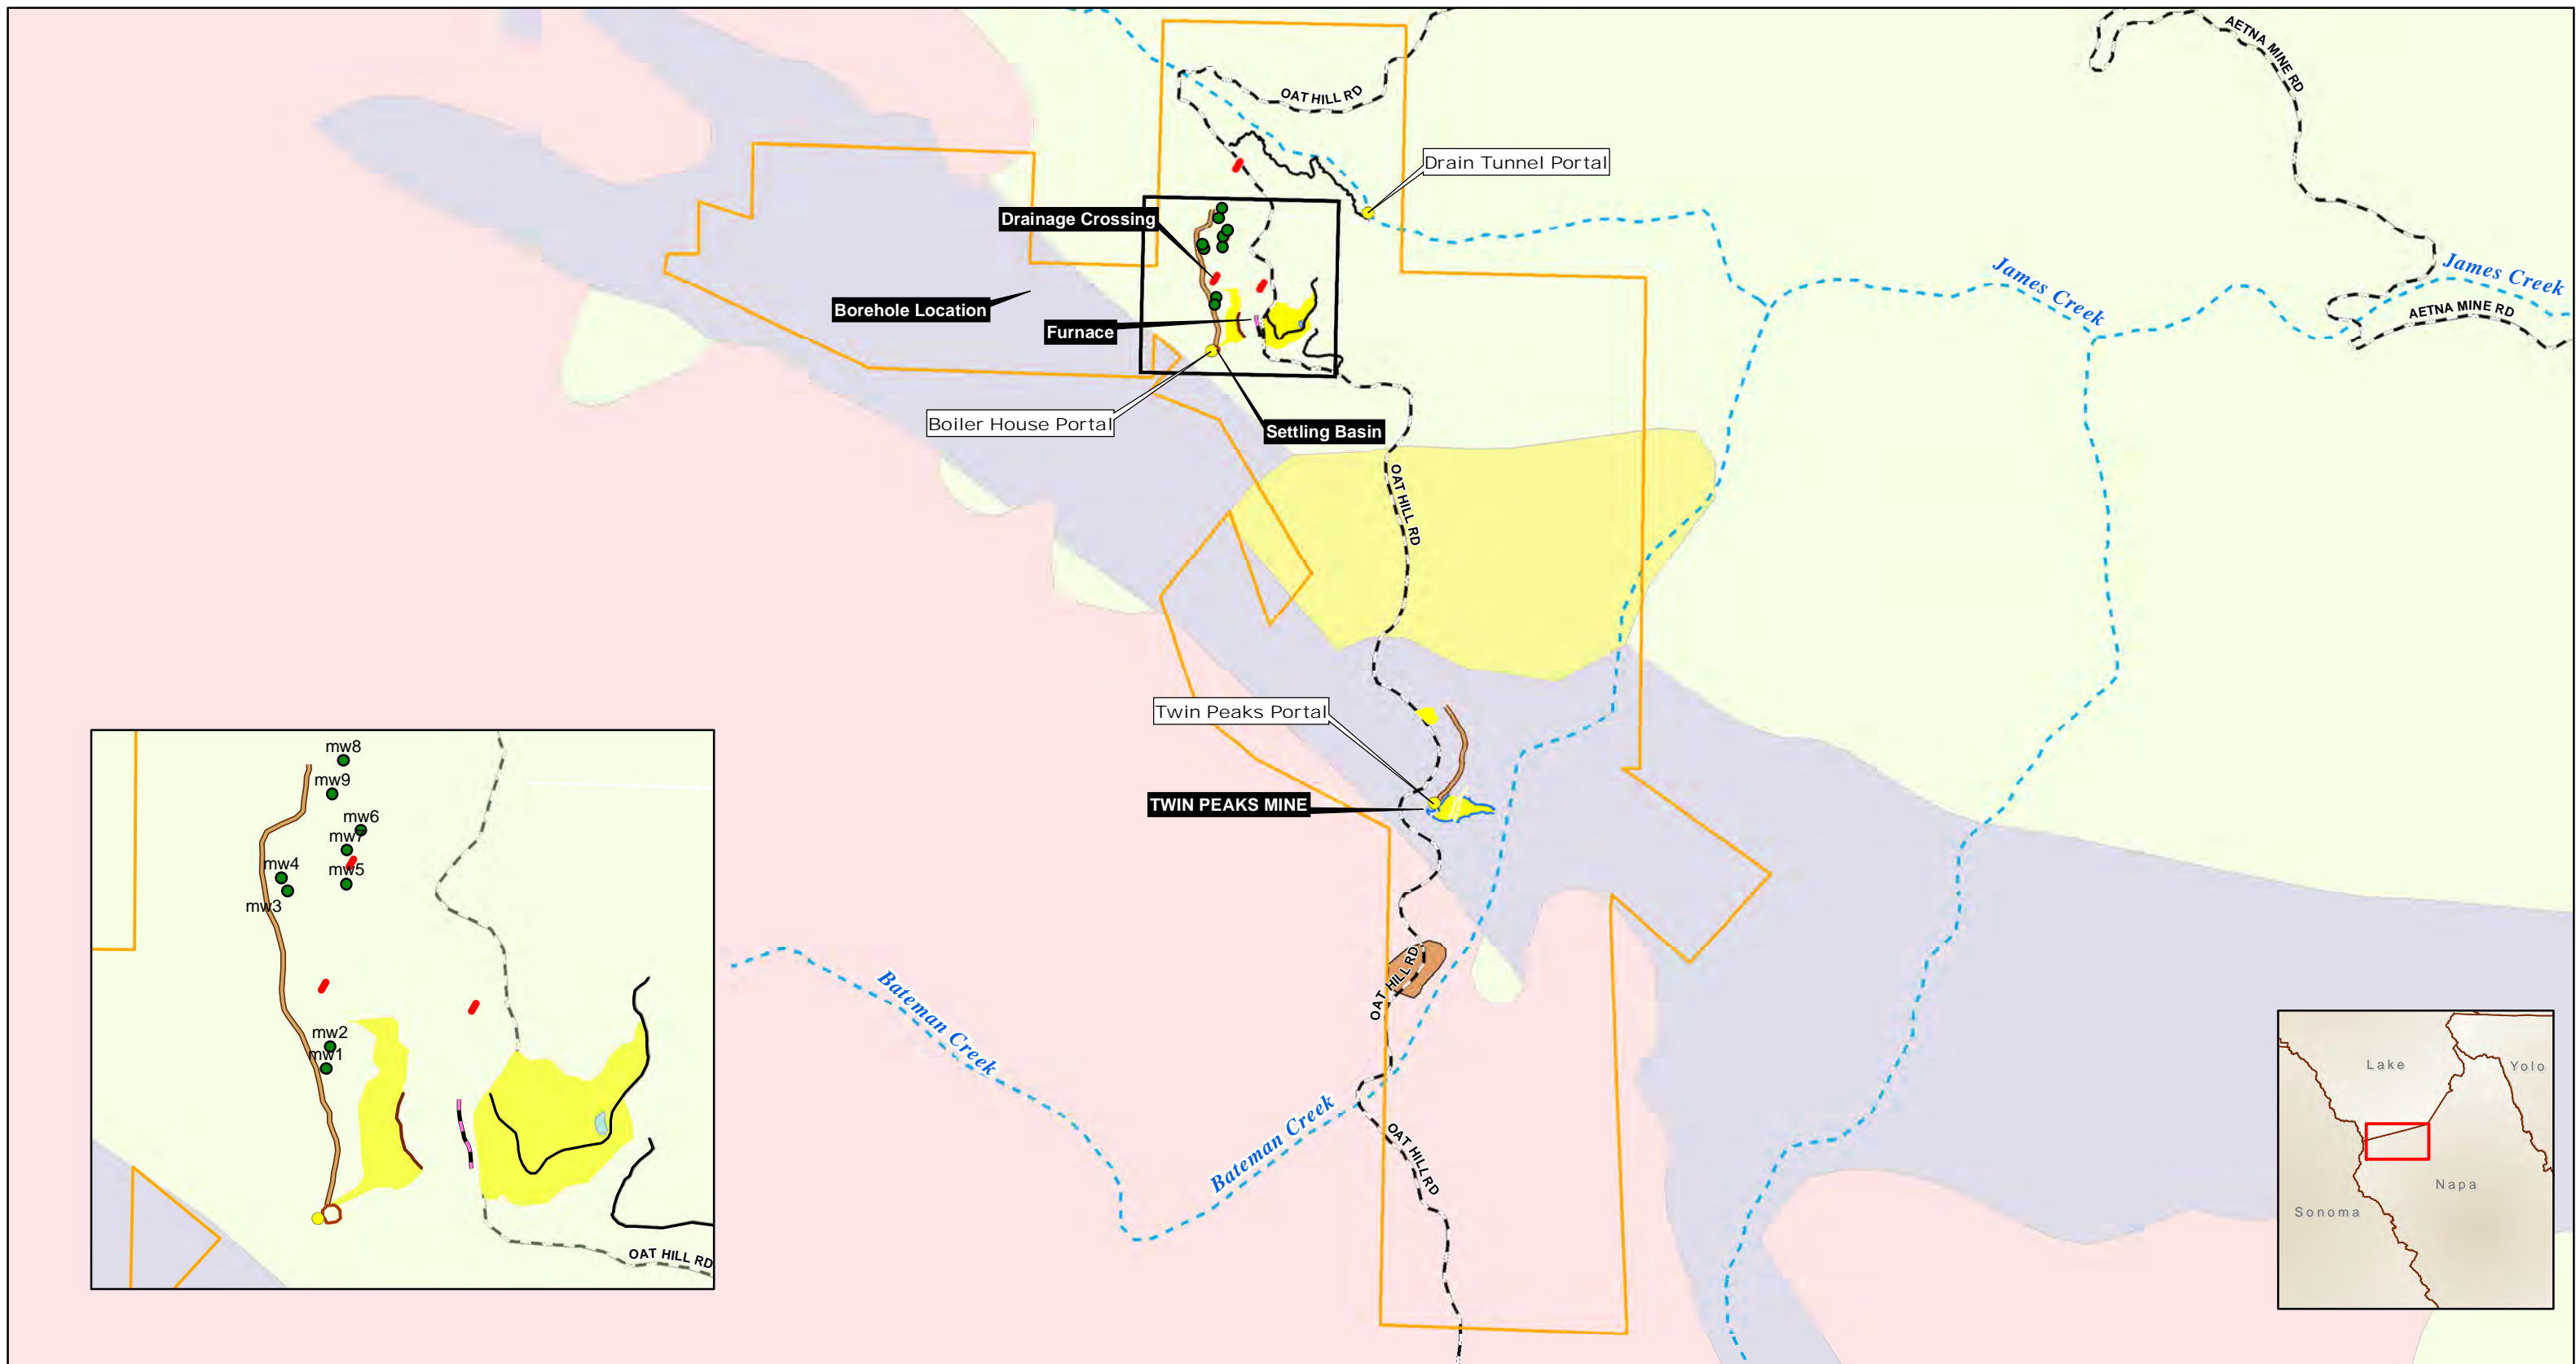 AETNA MINE RD
OAT HILL RD
Drain Tunnel Portal
Drainage Crossing
James Creek
James Creek
Borehole Location
AETNA MINE RD
Furnace
Boiler House Portal
Settling Basin
OAT HILL RD
Twin Peaks Portal
TWIN PEAKS MINE
mw8
mw9
mw6
mw7
mw4
mw5
mw3
mw2
mw1
OAT HILL RD
OAT HILL RD
Bateman Creek
Bateman Creek
OAT HILL RD
Lake
Yolo
Napa
Sonoma